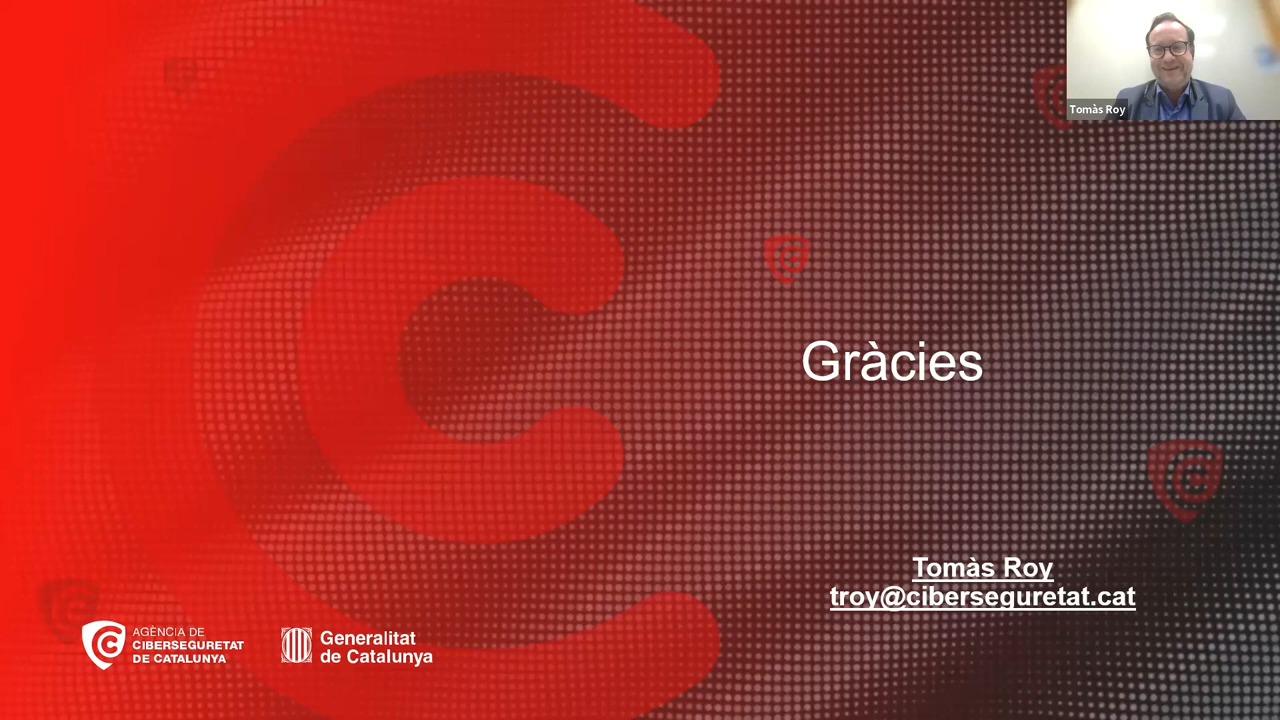 Tomàs Roy
Gràcies
Tomàs Roy
troy@ciberseguretat.cat
AGÈNCIA DE
CIBERSEGURETAT
DE CATALUNYA
Generalitat
de Catalunya